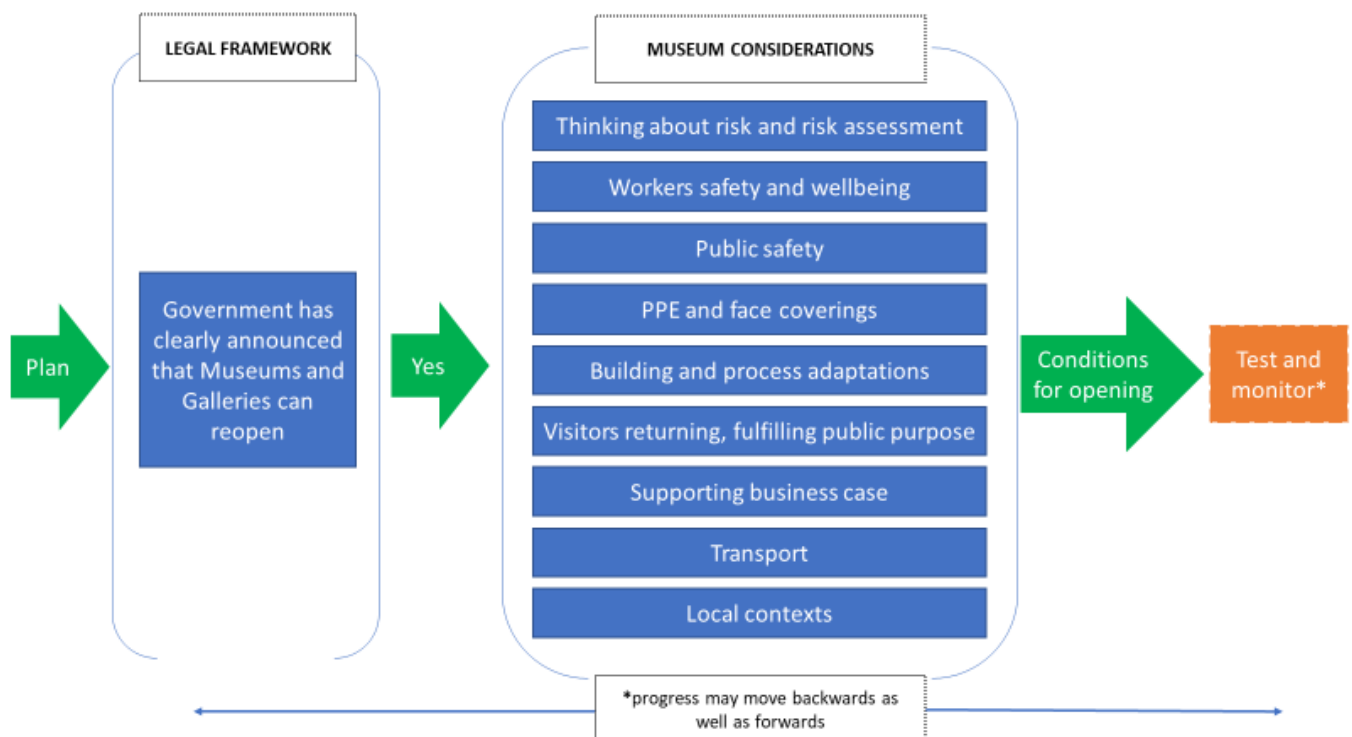 LEGAL FRAMEWORK
MUSEUM CONSIDERATIONS
Plan
Government has
clearly announced
that Museums and
Galleries can
reopen
Yes
Thinking about risk and risk assessment
Workers safety and wellbeing
Public safety
PPE and face coverings
Building and process adaptations
Visitors returning, fulfilling public purpose
Supporting business case
Transport
Local contexts
Conditions
for opening
Test and
monitor*
*progress may move backwards as
well as forwards